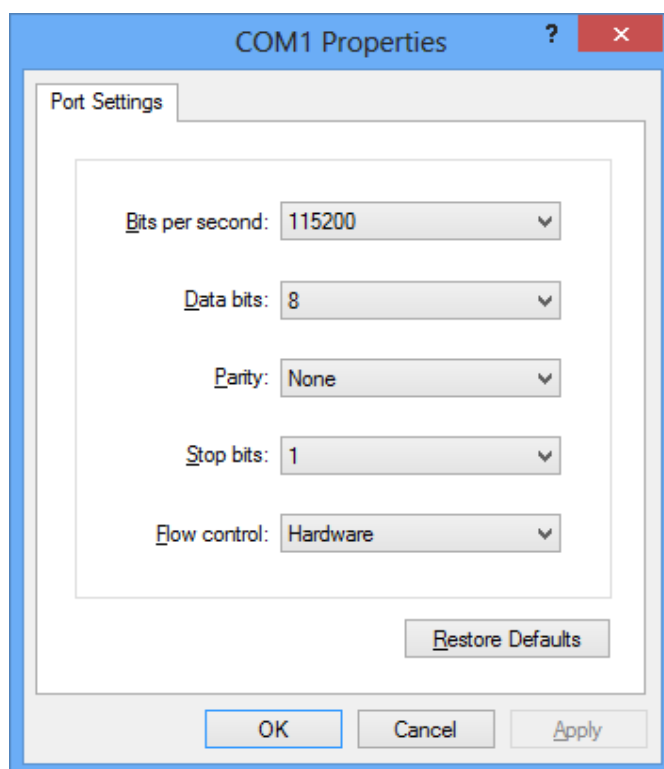 COM1 Properties ? ×
Port Settings
Bits per second: 115200
Data bits: 8
Parity: None
Stop bits: 1
Flow control: Hardware
Restore Defaults
OK Cancel Apply